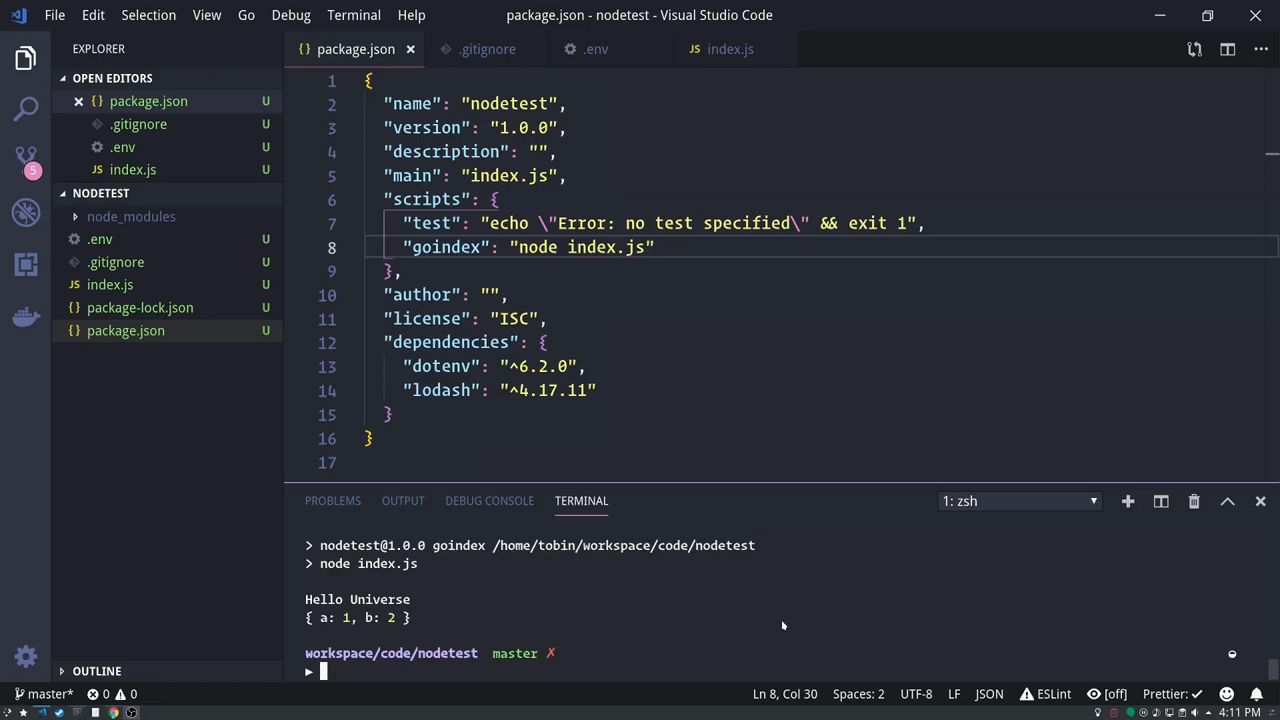 File Edit Selection View Go Debug Terminal Help package.json - nodetest - Visual Studio Code
EXPLORER
OPEN EDITORS
{} package.json U
.gitignore U
.env U
JS index.js U
5
NODETEST
node_modules
.env U
.gitignore U
JS index.js U
{} package-lock.json U
{} package.json U
OUTLINE
{} package.json .gitignore .env JS index.js
1 {
2 "name": "nodetest",
3 "version": "1.0.0",
4 "description": "",
5 "main": "index.js",
6 "scripts": {
7 "test": "echo \"Error: no test specified\" && exit 1",
8 "goindex": "node index.js"
9 },
10 "author": "",
11 "license": "ISC",
12 "dependencies": {
13 "dotenv": "^6.2.0",
14 "lodash": "^4.17.11"
15 }
16 }
17
PROBLEMS OUTPUT DEBUG CONSOLE TERMINAL 1: zsh
> nodetest@1.0.0 goindex /home/tobin/workspace/code/nodetest
> node index.js
Hello Universe
{ a: 1, b: 2 }
workspace/code/nodetest master ✗
master* 0 0 Ln 8, Col 30 Spaces: 2 UTF-8 LF JSON ESLint [off] Prettier: ✓
4:11 PM